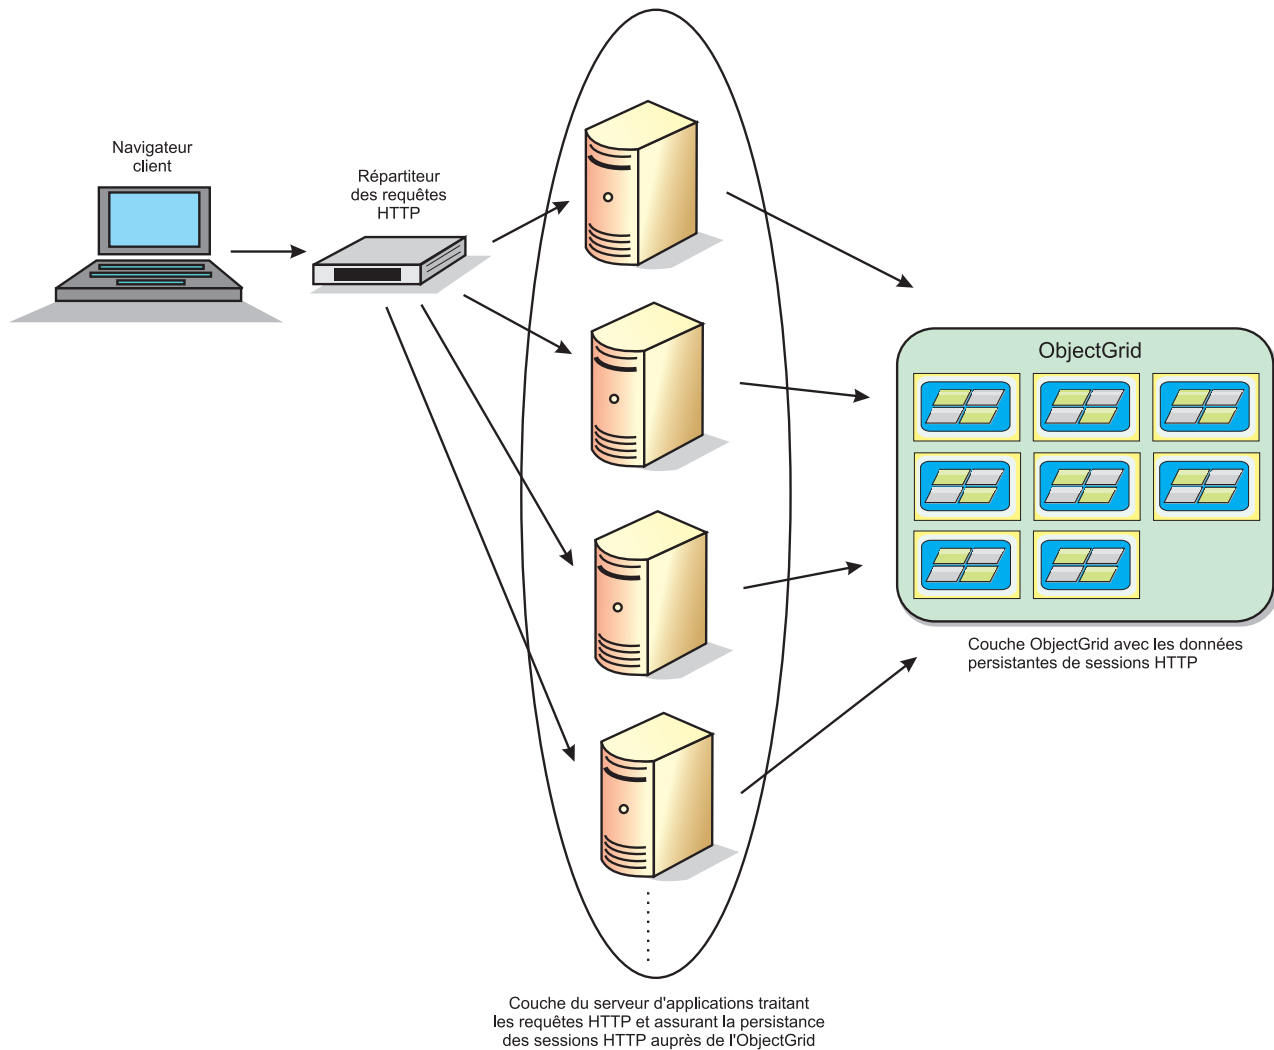 Navigateur
client
Répartiteur
des requêtes
HTTP
ObjectGrid
Couche ObjectGrid avec les données
persistantes de sessions HTTP
Couche du serveur d'applications traitant
les requêtes HTTP et assurant la persistance
des sessions HTTP auprès de l'ObjectGrid